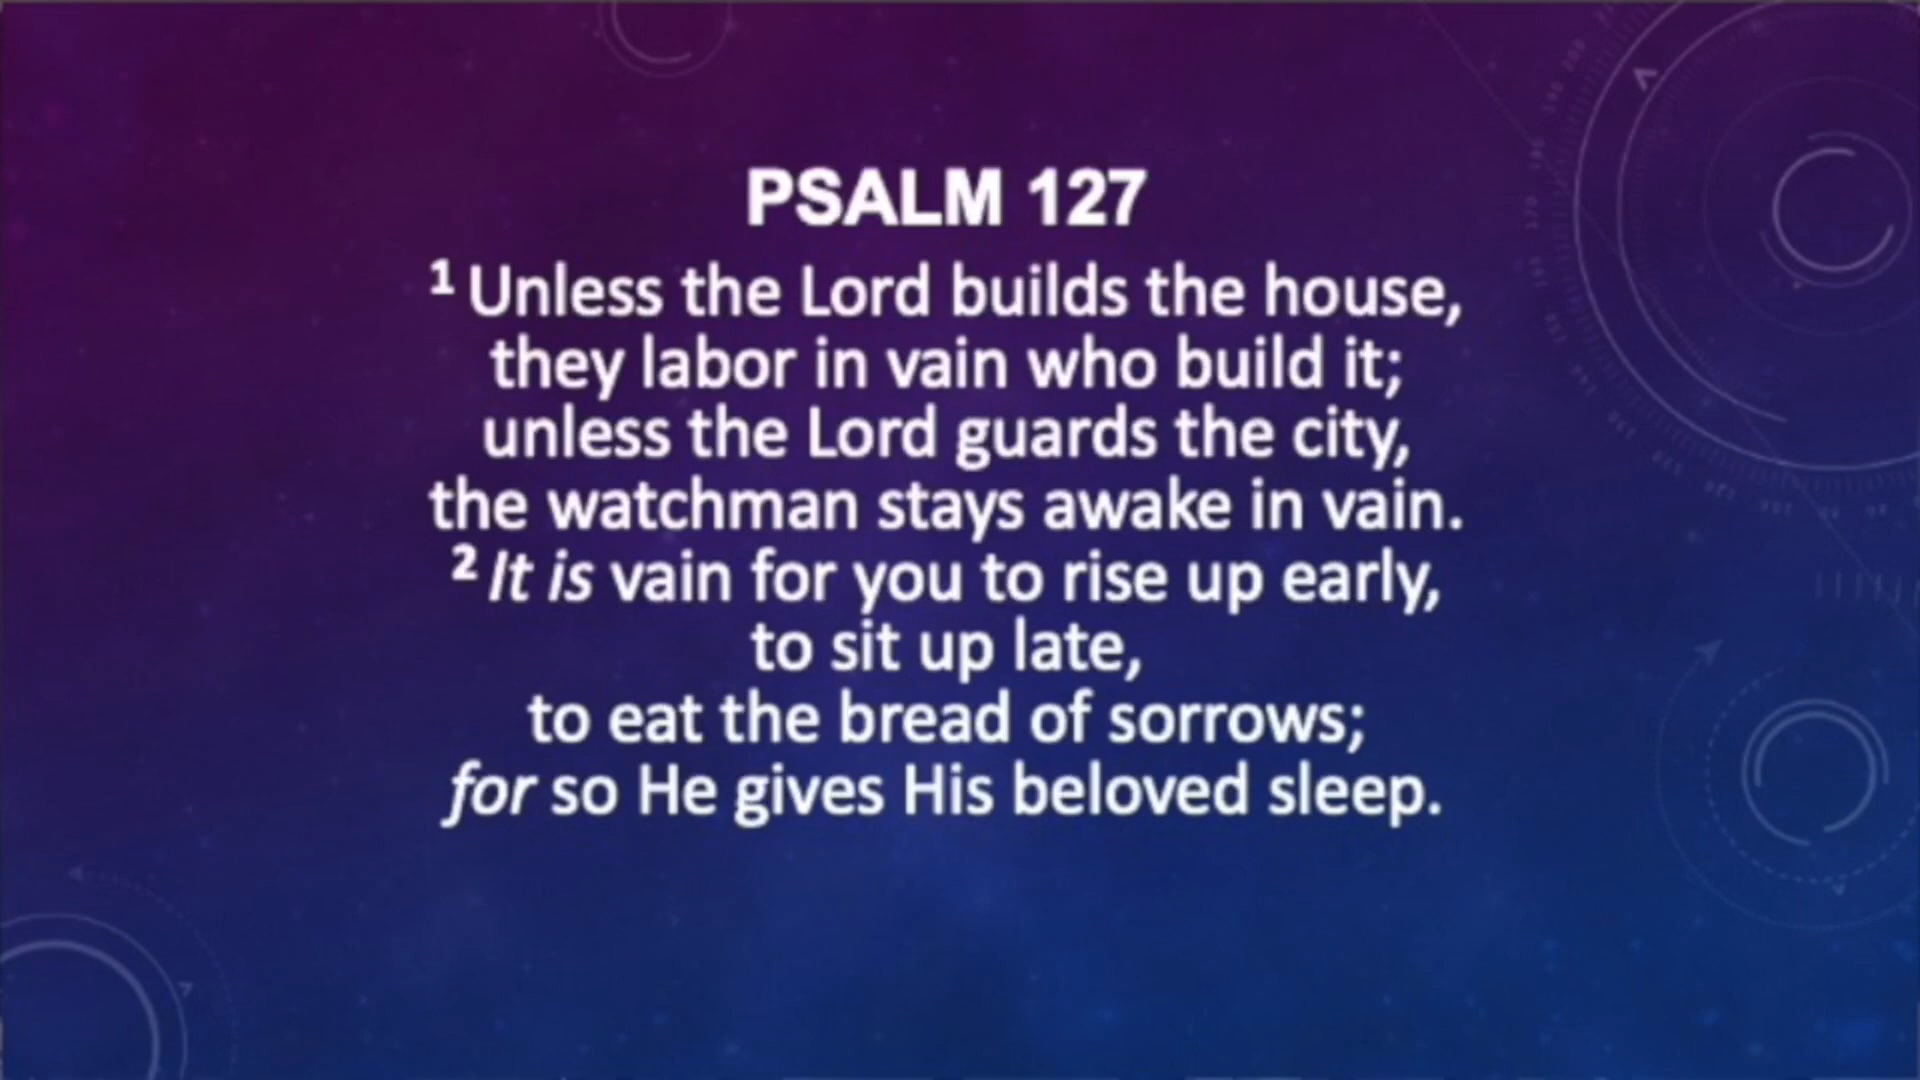 PSALM 127
¹ Unless the Lord builds the house,
they labor in vain who build it;
unless the Lord guards the city,
the watchman stays awake in vain.
² It is vain for you to rise up early,
to sit up late,
to eat the bread of sorrows;
for so He gives His beloved sleep.